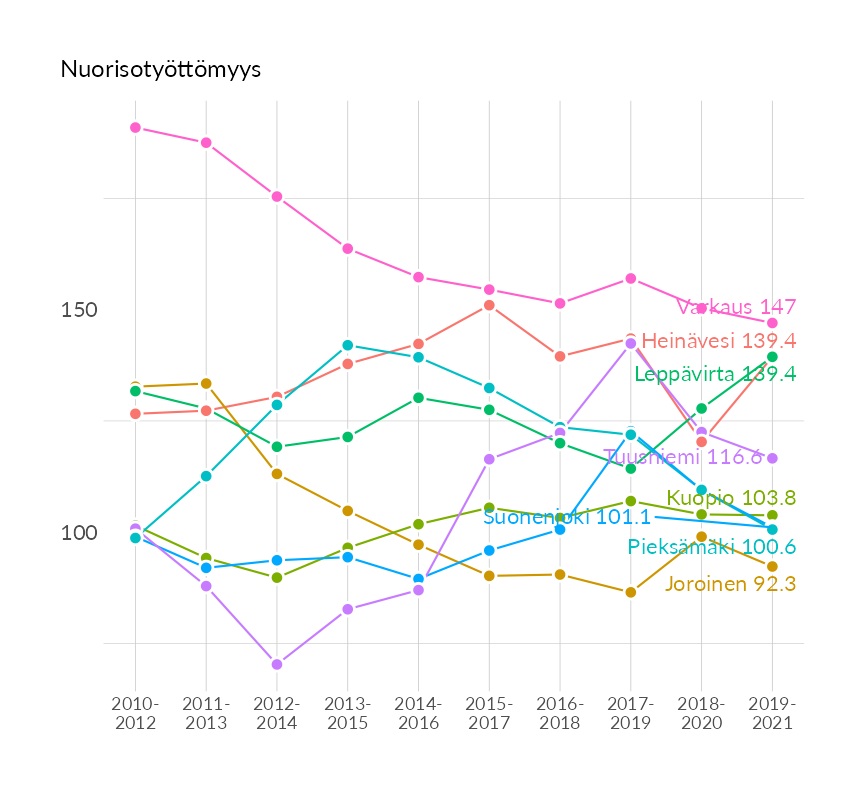 Nuorisotyöttömyys
150
100
Varkaus 147
Heinävesi 139.4
Leppävirta 139.4
Tuusniemi 116.6
Kuopio 103.8
Suonenjoki 101.1
Pieksämäki 100.6
Joroinen 92.3
2010- 2011- 2012- 2013- 2014- 2015- 2016- 2017- 2018- 2019-
2012 2013 2014 2015 2016 2017 2018 2019 2020 2021